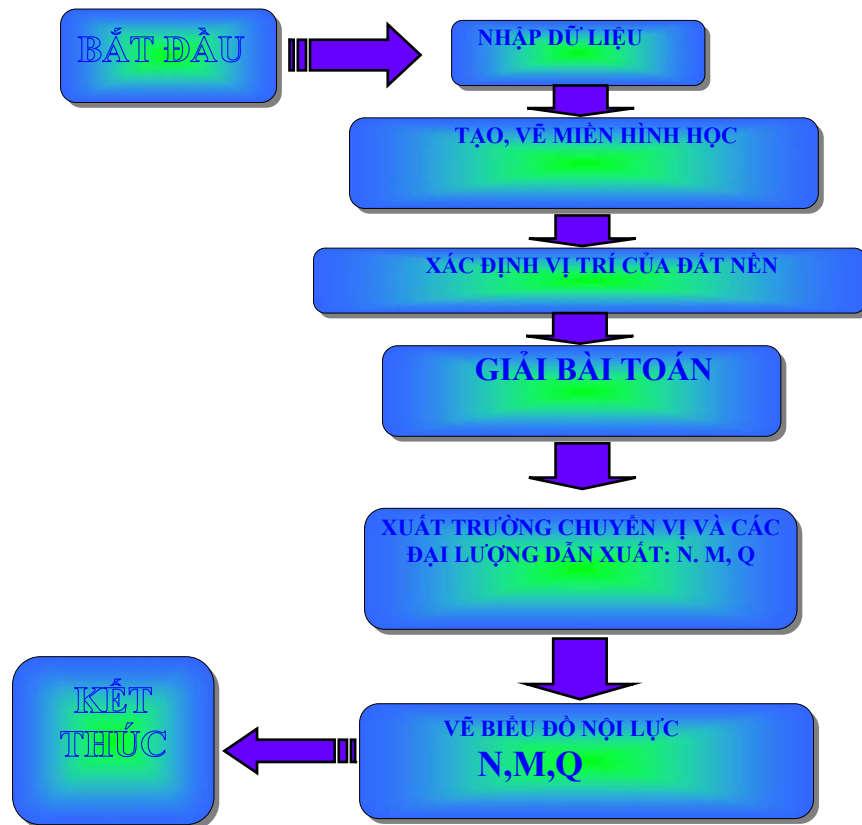 BẮT ĐẦU
NHẬP DỮ LIỆU
TẠO, VẼ MIỀN HÌNH HỌC
XÁC ĐỊNH VỊ TRÍ CỦA ĐẤT NỀN
GIẢI BÀI TOÁN
XUẤT TRƯỜNG CHUYỂN VỊ VÀ CÁC
ĐẠI LƯỢNG DẪN XUẤT: N. M, Q
VẼ BIỂU ĐỒ NỘI LỰC
N,M,Q
KẾT
THÚC